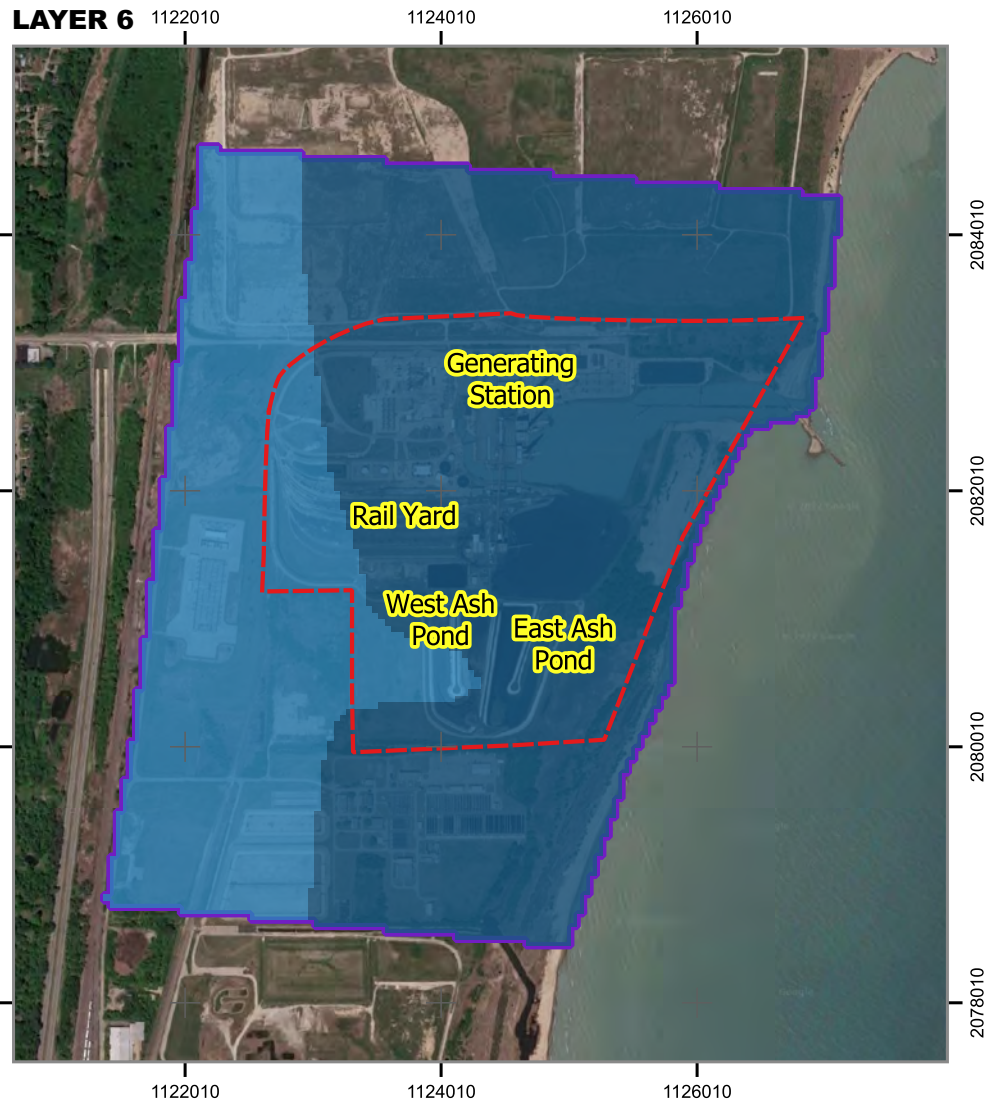 LAYER 6
1122010
1124010
1126010
2084010
Generating
Station
2082010
Rail Yard
West Ash
Pond
East Ash
Pond
2080010
2078010
1122010
1124010
1126010